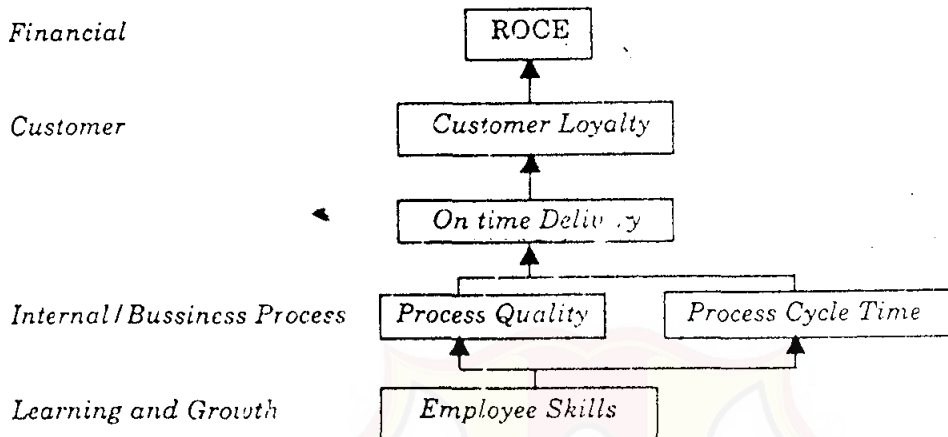 Financial
ROCE
Customer
Customer Loyalty
On time
Internal / Bussiness Process
Process Quality
Process Cycle Time
Learning and Growth
Employee Skills